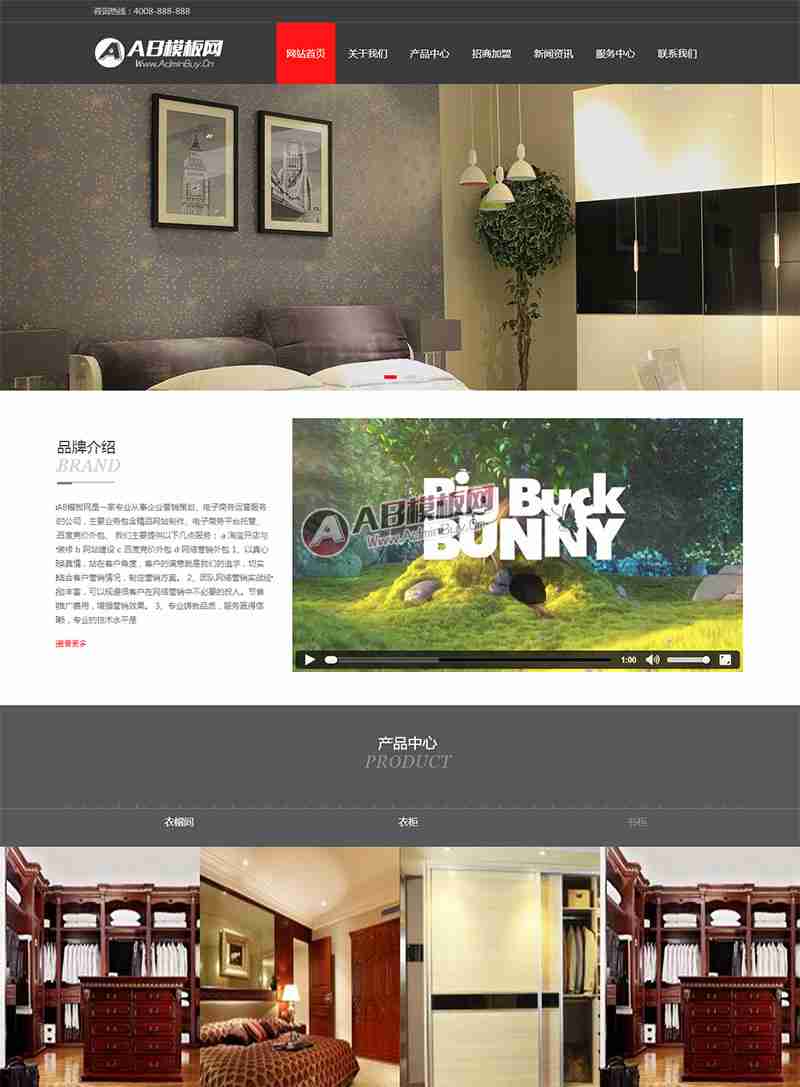 咨询热线：4008-888-888
AB模板网
Www.AdminBuy.Cn
网站首页 关于我们 产品中心 招商加盟 新闻资讯 服务中心 联系我们
品牌介绍
BRAND
Big Buck
BUNNY
AB模板网
Www.AdminBuy.Cn
AB模板网是一家专业从事企业营销策划、电子商务运营服务
的公司，主要业务包含精品网站制作、电子商务平台托管、
百度竞价外包。 我们主要提供以下几点服务： a 淘宝开店与
装修 b 网站建设 c 百度竞价外包 d 网络营销外包 1、以真心
换真情，站在客户角度，客户的满意就是我们的追求，切实
结合客户营销情况，制定营销方案。 2、团队网络营销实战经
验丰富，可以规避很客户在网络营销中不必要的投入。节省
推广费用，增强营销效果。 3、专业铸就品质，服务赢得信
，专业的技术水平是
查看更多
1:00
产品中心
PRODUCT
衣帽间 衣柜 书柜